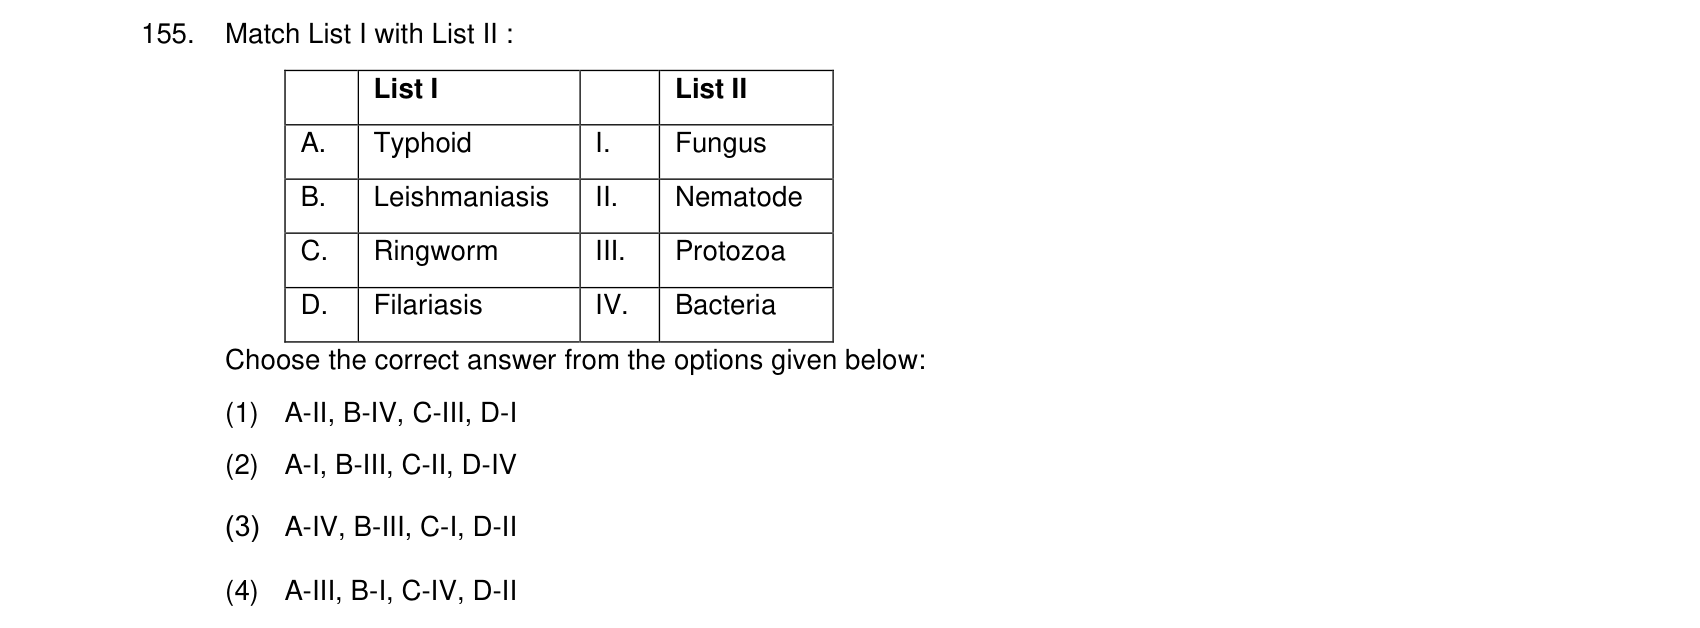 155. Match List I with List II :
List I List II
A. Typhoid I. Fungus
B. Leishmaniasis II. Nematode
C. Ringworm III. Protozoa
D. Filariasis IV. Bacteria
Choose the correct answer from the options given below:
(1) A-II, B-IV, C-III, D-I
(2) A-I, B-III, C-II, D-IV
(3) A-IV, B-III, C-I, D-II
(4) A-III, B-I, C-IV, D-II